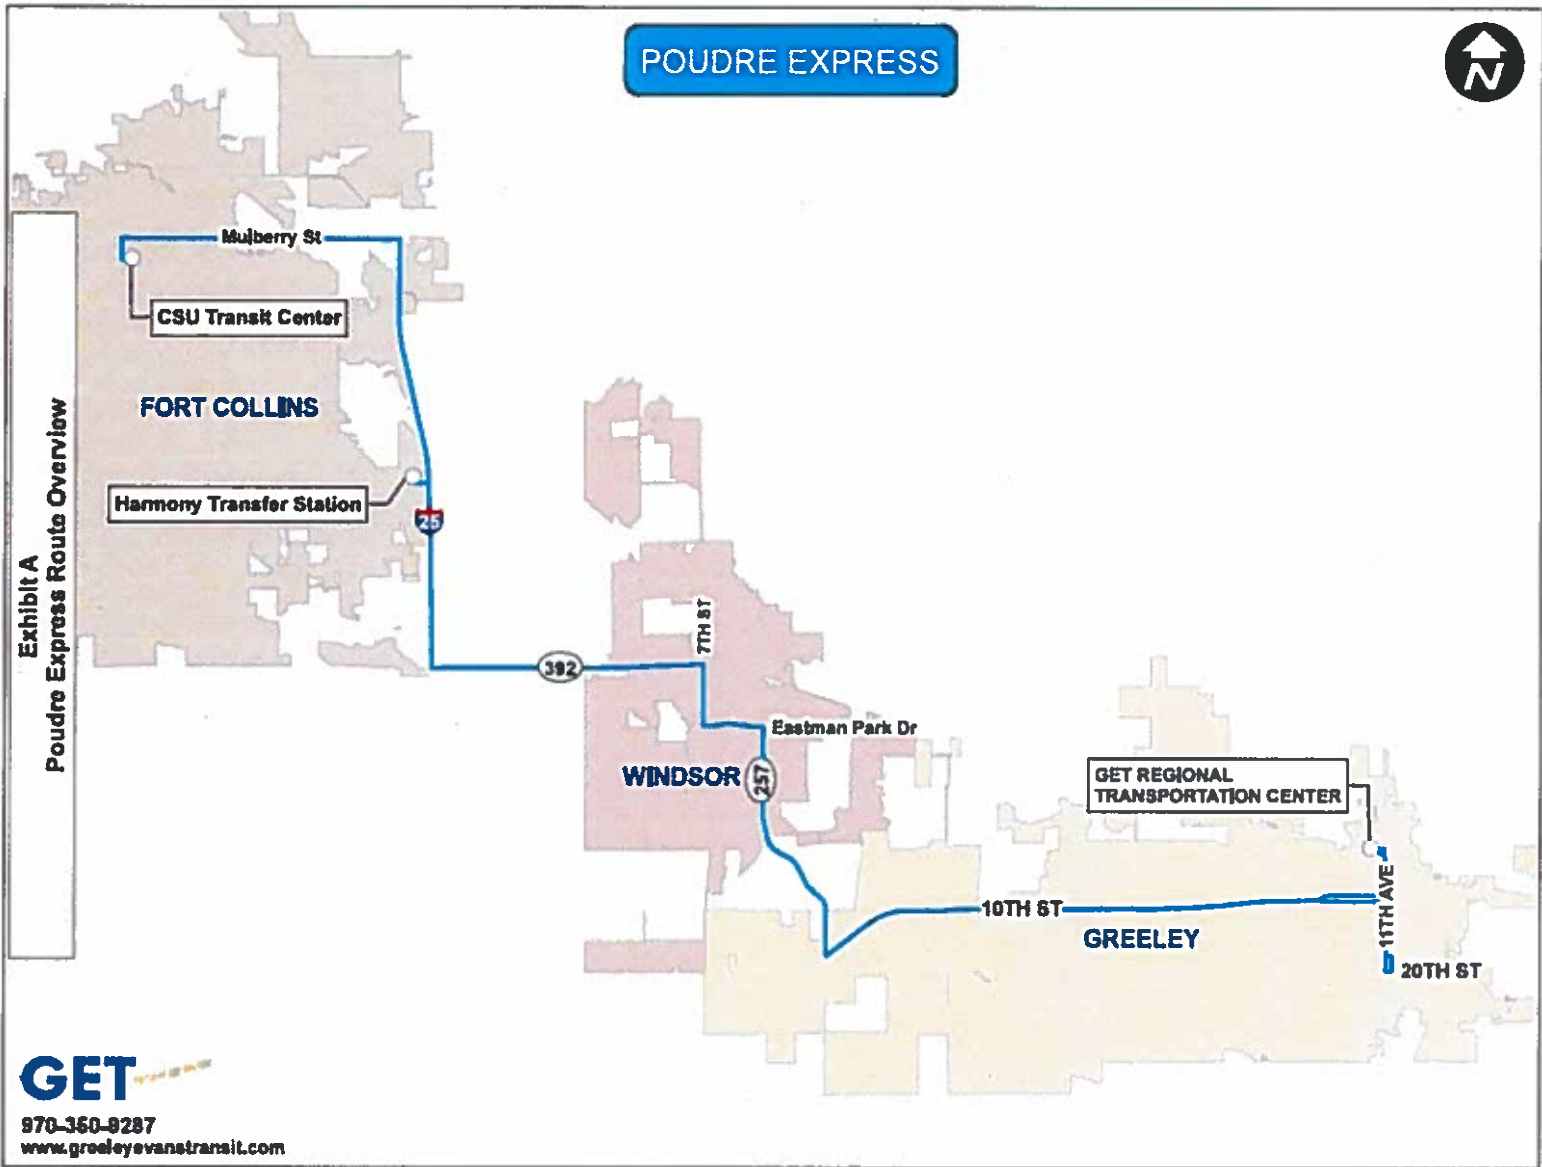 POUDRE EXPRESS
N
Exhibit A
Poudre Express Route Overview
Mulberry St
CSU Transit Center
FORT COLLINS
Harmony Transfer Station
25
7TH ST
392
Eastman Park Dr
WINDSOR
257
GET REGIONAL
TRANSPORTATION CENTER
10TH ST
11TH AVE
GREELEY
20TH ST
GET
970-350-9287
www.greeleyevanstransit.com